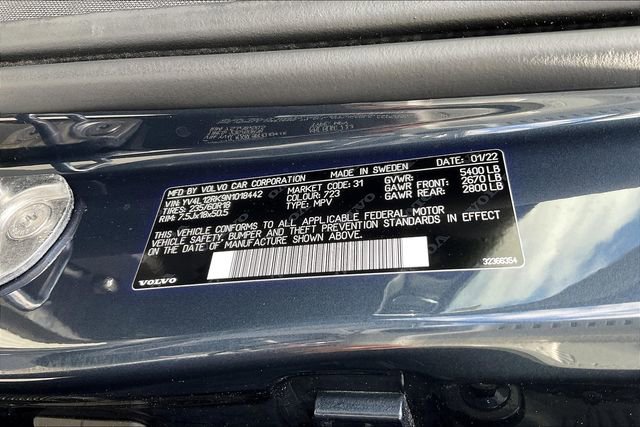 MFD BY VOLVO CAR CORPORATION MADE IN SWEDEN DATE: 01/22
VIN: YV4L12RK9N1018442 MARKET CODE: 31 GVWR: 5400 LB
TIRES: 235/60R18 COLOUR: 723 GAWR FRONT: 2670 LB
RIM: 7.5Jx18x50.5 TYPE: MPV GAWR REAR: 2800 LB
THIS VEHICLE CONFORMS TO ALL APPLICABLE FEDERAL MOTOR
VEHICLE SAFETY, BUMPER AND THEFT PREVENTION STANDARDS IN EFFECT
ON THE DATE OF MANUFACTURE SHOWN ABOVE.
VOLVO 32366354